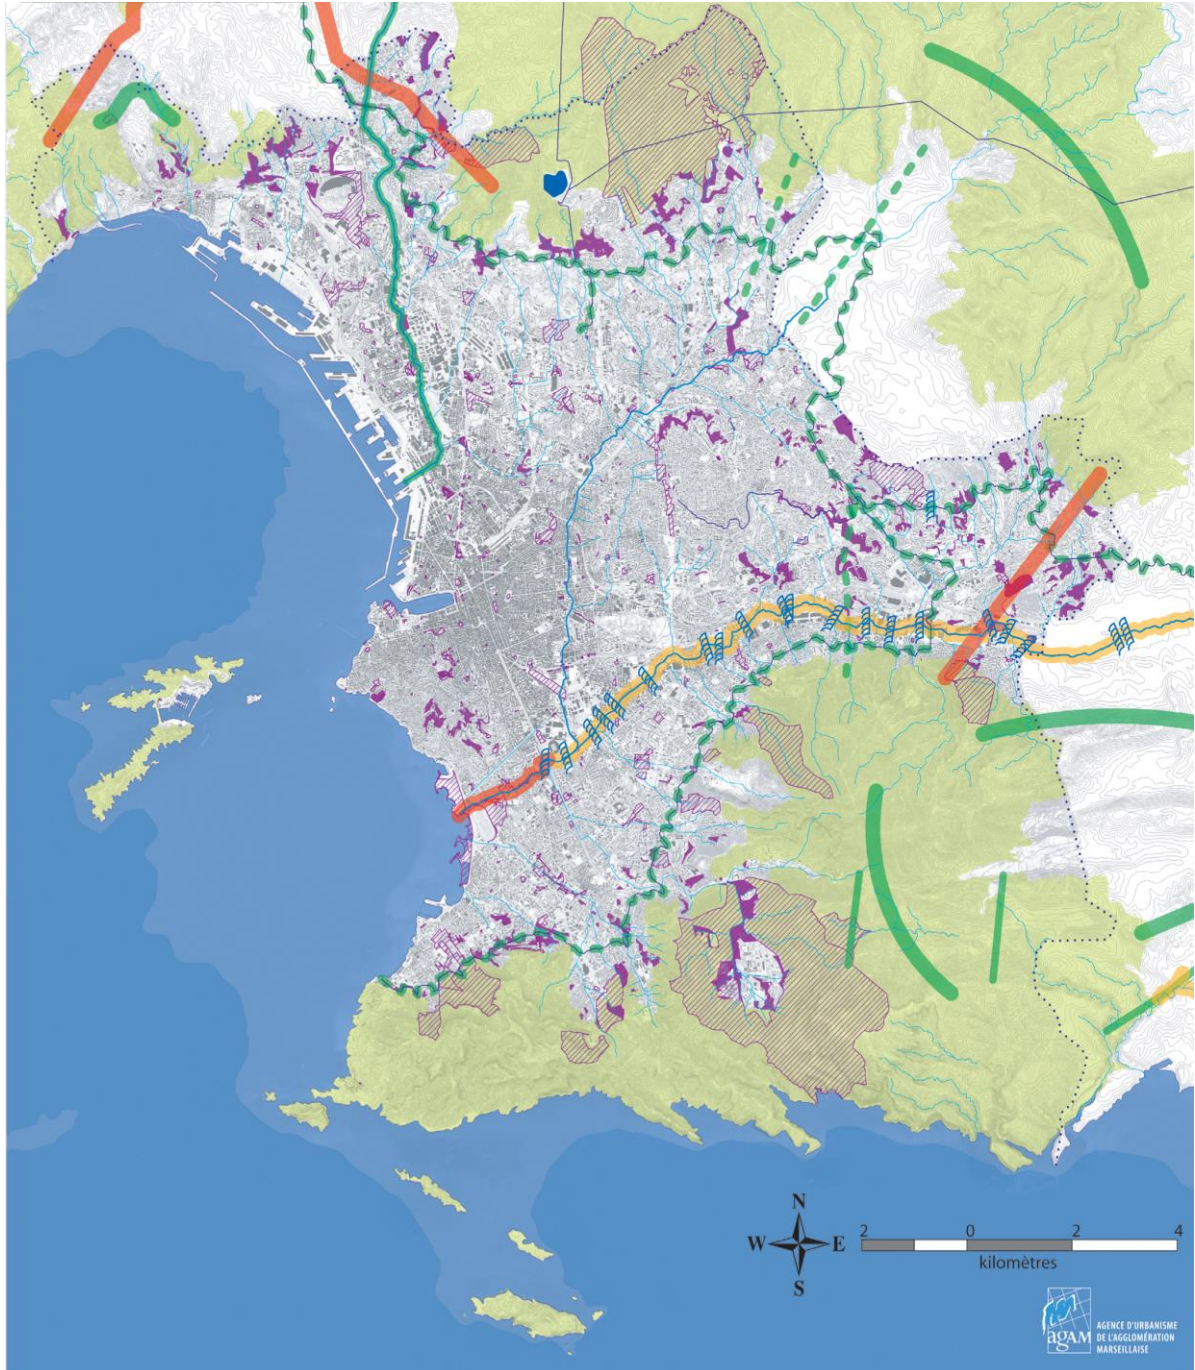 N
W E
S
2 0 2 4
kilomètres
agAM
AGENCE D'URBANISME
DE L'AGGLOMÉRATION
MARSEILLAISE